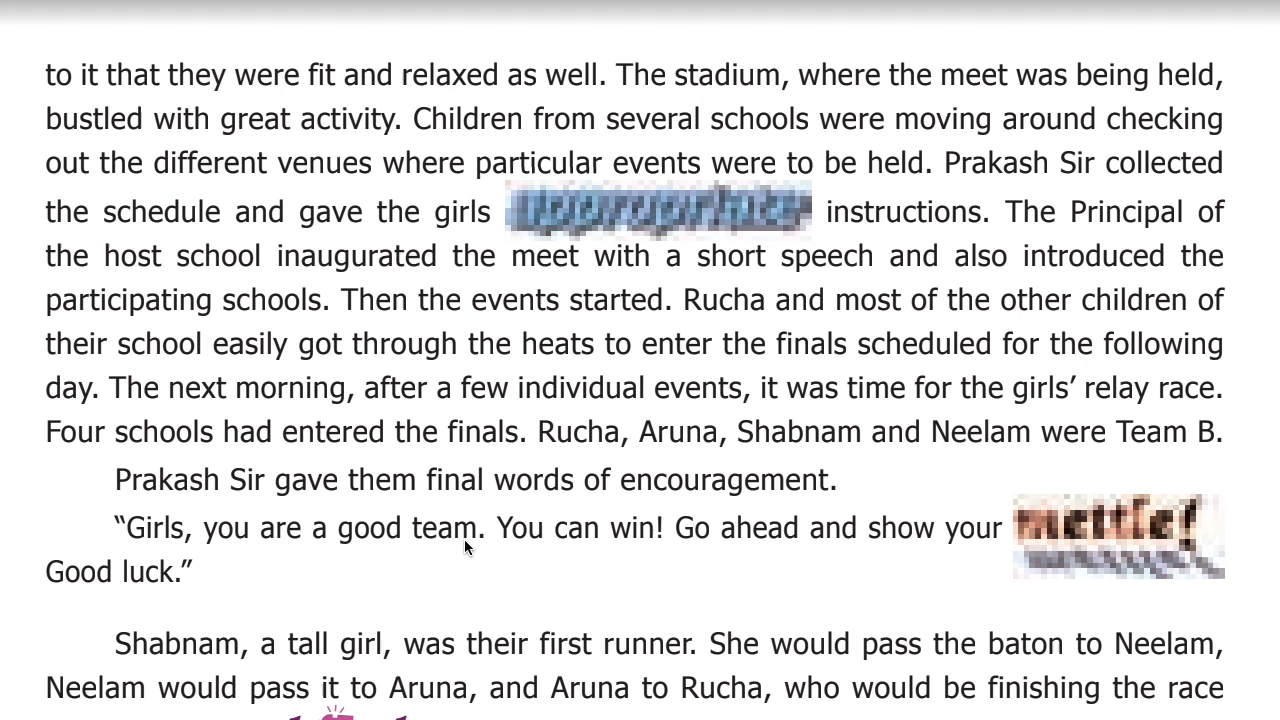 to it that they were fit and relaxed as well. The stadium, where the meet was being held,
bustled with great activity. Children from several schools were moving around checking
out the different venues where particular events were to be held. Prakash Sir collected
the schedule and gave the girls appropriate instructions. The Principal of
the host school inaugurated the meet with a short speech and also introduced the
participating schools. Then the events started. Rucha and most of the other children of
their school easily got through the heats to enter the finals scheduled for the following
day. The next morning, after a few individual events, it was time for the girls’ relay race.
Four schools had entered the finals. Rucha, Aruna, Shabnam and Neelam were Team B.
Prakash Sir gave them final words of encouragement.
“Girls, you are a good team. You can win! Go ahead and show your mettle!
Good luck.”
Shabnam, a tall girl, was their first runner. She would pass the baton to Neelam,
Neelam would pass it to Aruna, and Aruna to Rucha, who would be finishing the race